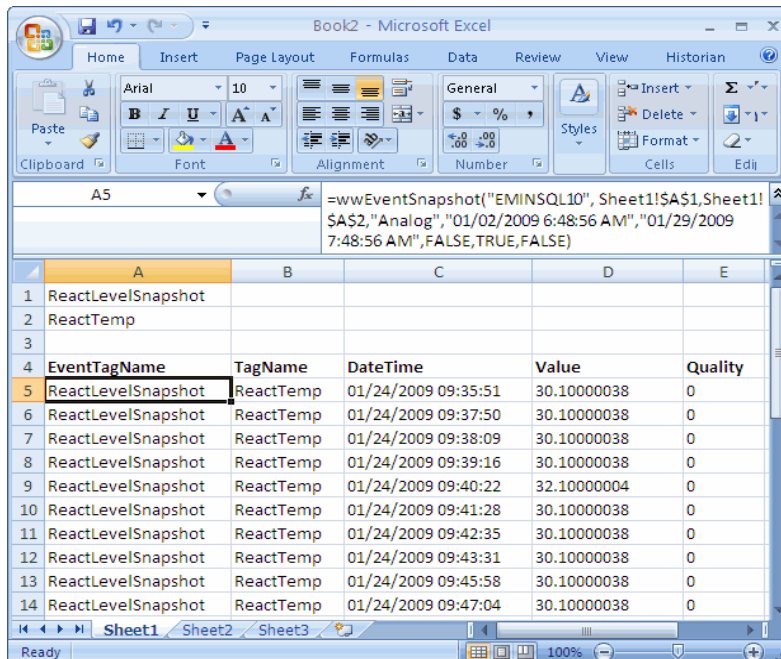 Book2 - Microsoft Excel
Home Insert Page Layout Formulas Data Review View Historian
Paste
Arial 10
B I U A A
A
General
$ % ,
.00 .00
Styles
Insert
Delete
Format
Σ
Clipboard Font Alignment Number Cells
A5 fx =wwEventSnapshot("EMINSQL10", Sheet1!$A$1,Sheet1!
$A$2,"Analog","01/02/2009 6:48:56 AM","01/29/2009
7:48:56 AM",FALSE,TRUE,FALSE)
A B C D E
1 ReactLevelSnapshot
2 ReactTemp
3
4 EventTagName TagName DateTime Value Quality
5 ReactLevelSnapshot ReactTemp 01/24/2009 09:35:51 30.10000038 0
6 ReactLevelSnapshot ReactTemp 01/24/2009 09:37:50 30.10000038 0
7 ReactLevelSnapshot ReactTemp 01/24/2009 09:38:09 30.10000038 0
8 ReactLevelSnapshot ReactTemp 01/24/2009 09:39:16 30.10000038 0
9 ReactLevelSnapshot ReactTemp 01/24/2009 09:40:22 32.10000004 0
10 ReactLevelSnapshot ReactTemp 01/24/2009 09:41:28 30.10000038 0
11 ReactLevelSnapshot ReactTemp 01/24/2009 09:42:35 30.10000038 0
12 ReactLevelSnapshot ReactTemp 01/24/2009 09:43:31 30.10000038 0
13 ReactLevelSnapshot ReactTemp 01/24/2009 09:45:58 30.10000038 0
14 ReactLevelSnapshot ReactTemp 01/24/2009 09:47:04 30.10000038 0
Sheet1 Sheet2 Sheet3
Ready 100%